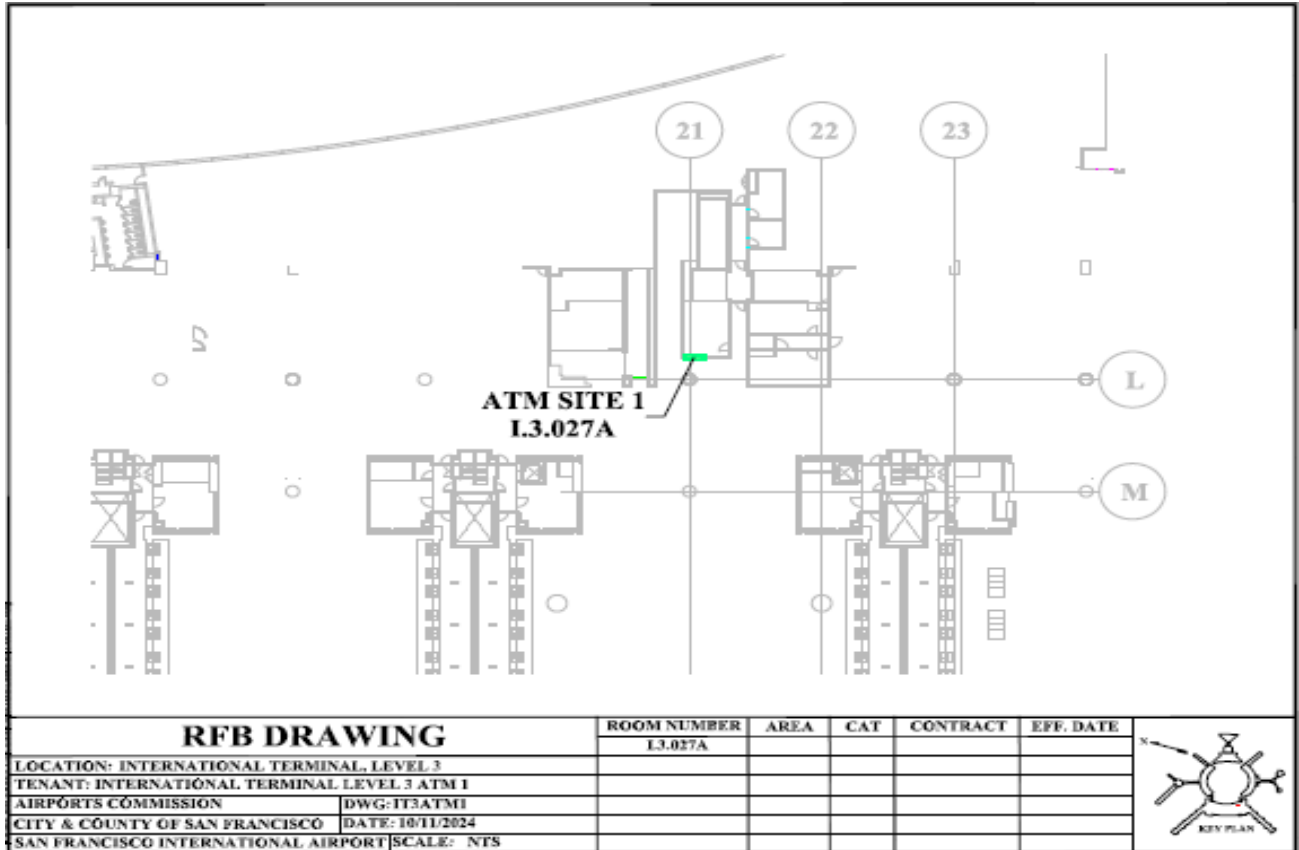 21 22 23
L
ATM SITE 1
I.3.027A
M
RFB DRAWING
ROOM NUMBER AREA CAT CONTRACT EFF. DATE
I.3.027A
LOCATION: INTERNATIONAL TERMINAL, LEVEL 3
TENANT: INTERNATIONAL TERMINAL LEVEL 3 ATM 1
AIRPORTS COMMISSION DWG: IT3ATM1
CITY & COUNTY OF SAN FRANCISCO DATE: 10/11/2024
SAN FRANCISCO INTERNATIONAL AIRPORT SCALE: NTS
N
KEY PLAN